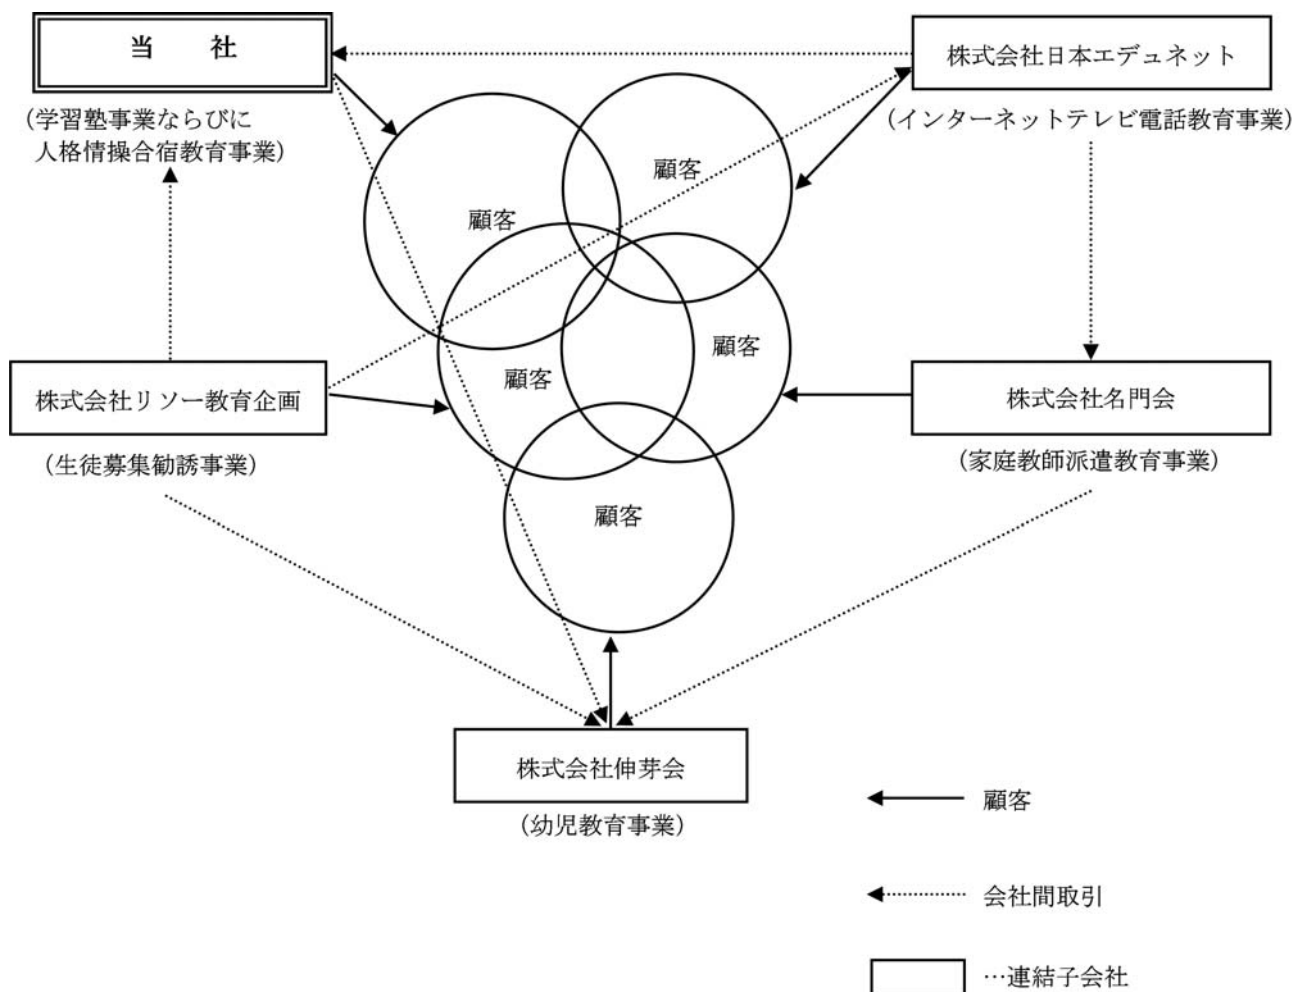 当　　社
株式会社日本エデュネット
(学習塾事業ならびに
人格情操合宿教育事業)
(インターネットテレビ電話教育事業)
顧客
顧客
顧客
顧客
株式会社リソー教育企画
株式会社名門会
(生徒募集勧誘事業)
(家庭教師派遣教育事業)
顧客
株式会社伸芽会
(幼児教育事業)
顧客
会社間取引
…連結子会社